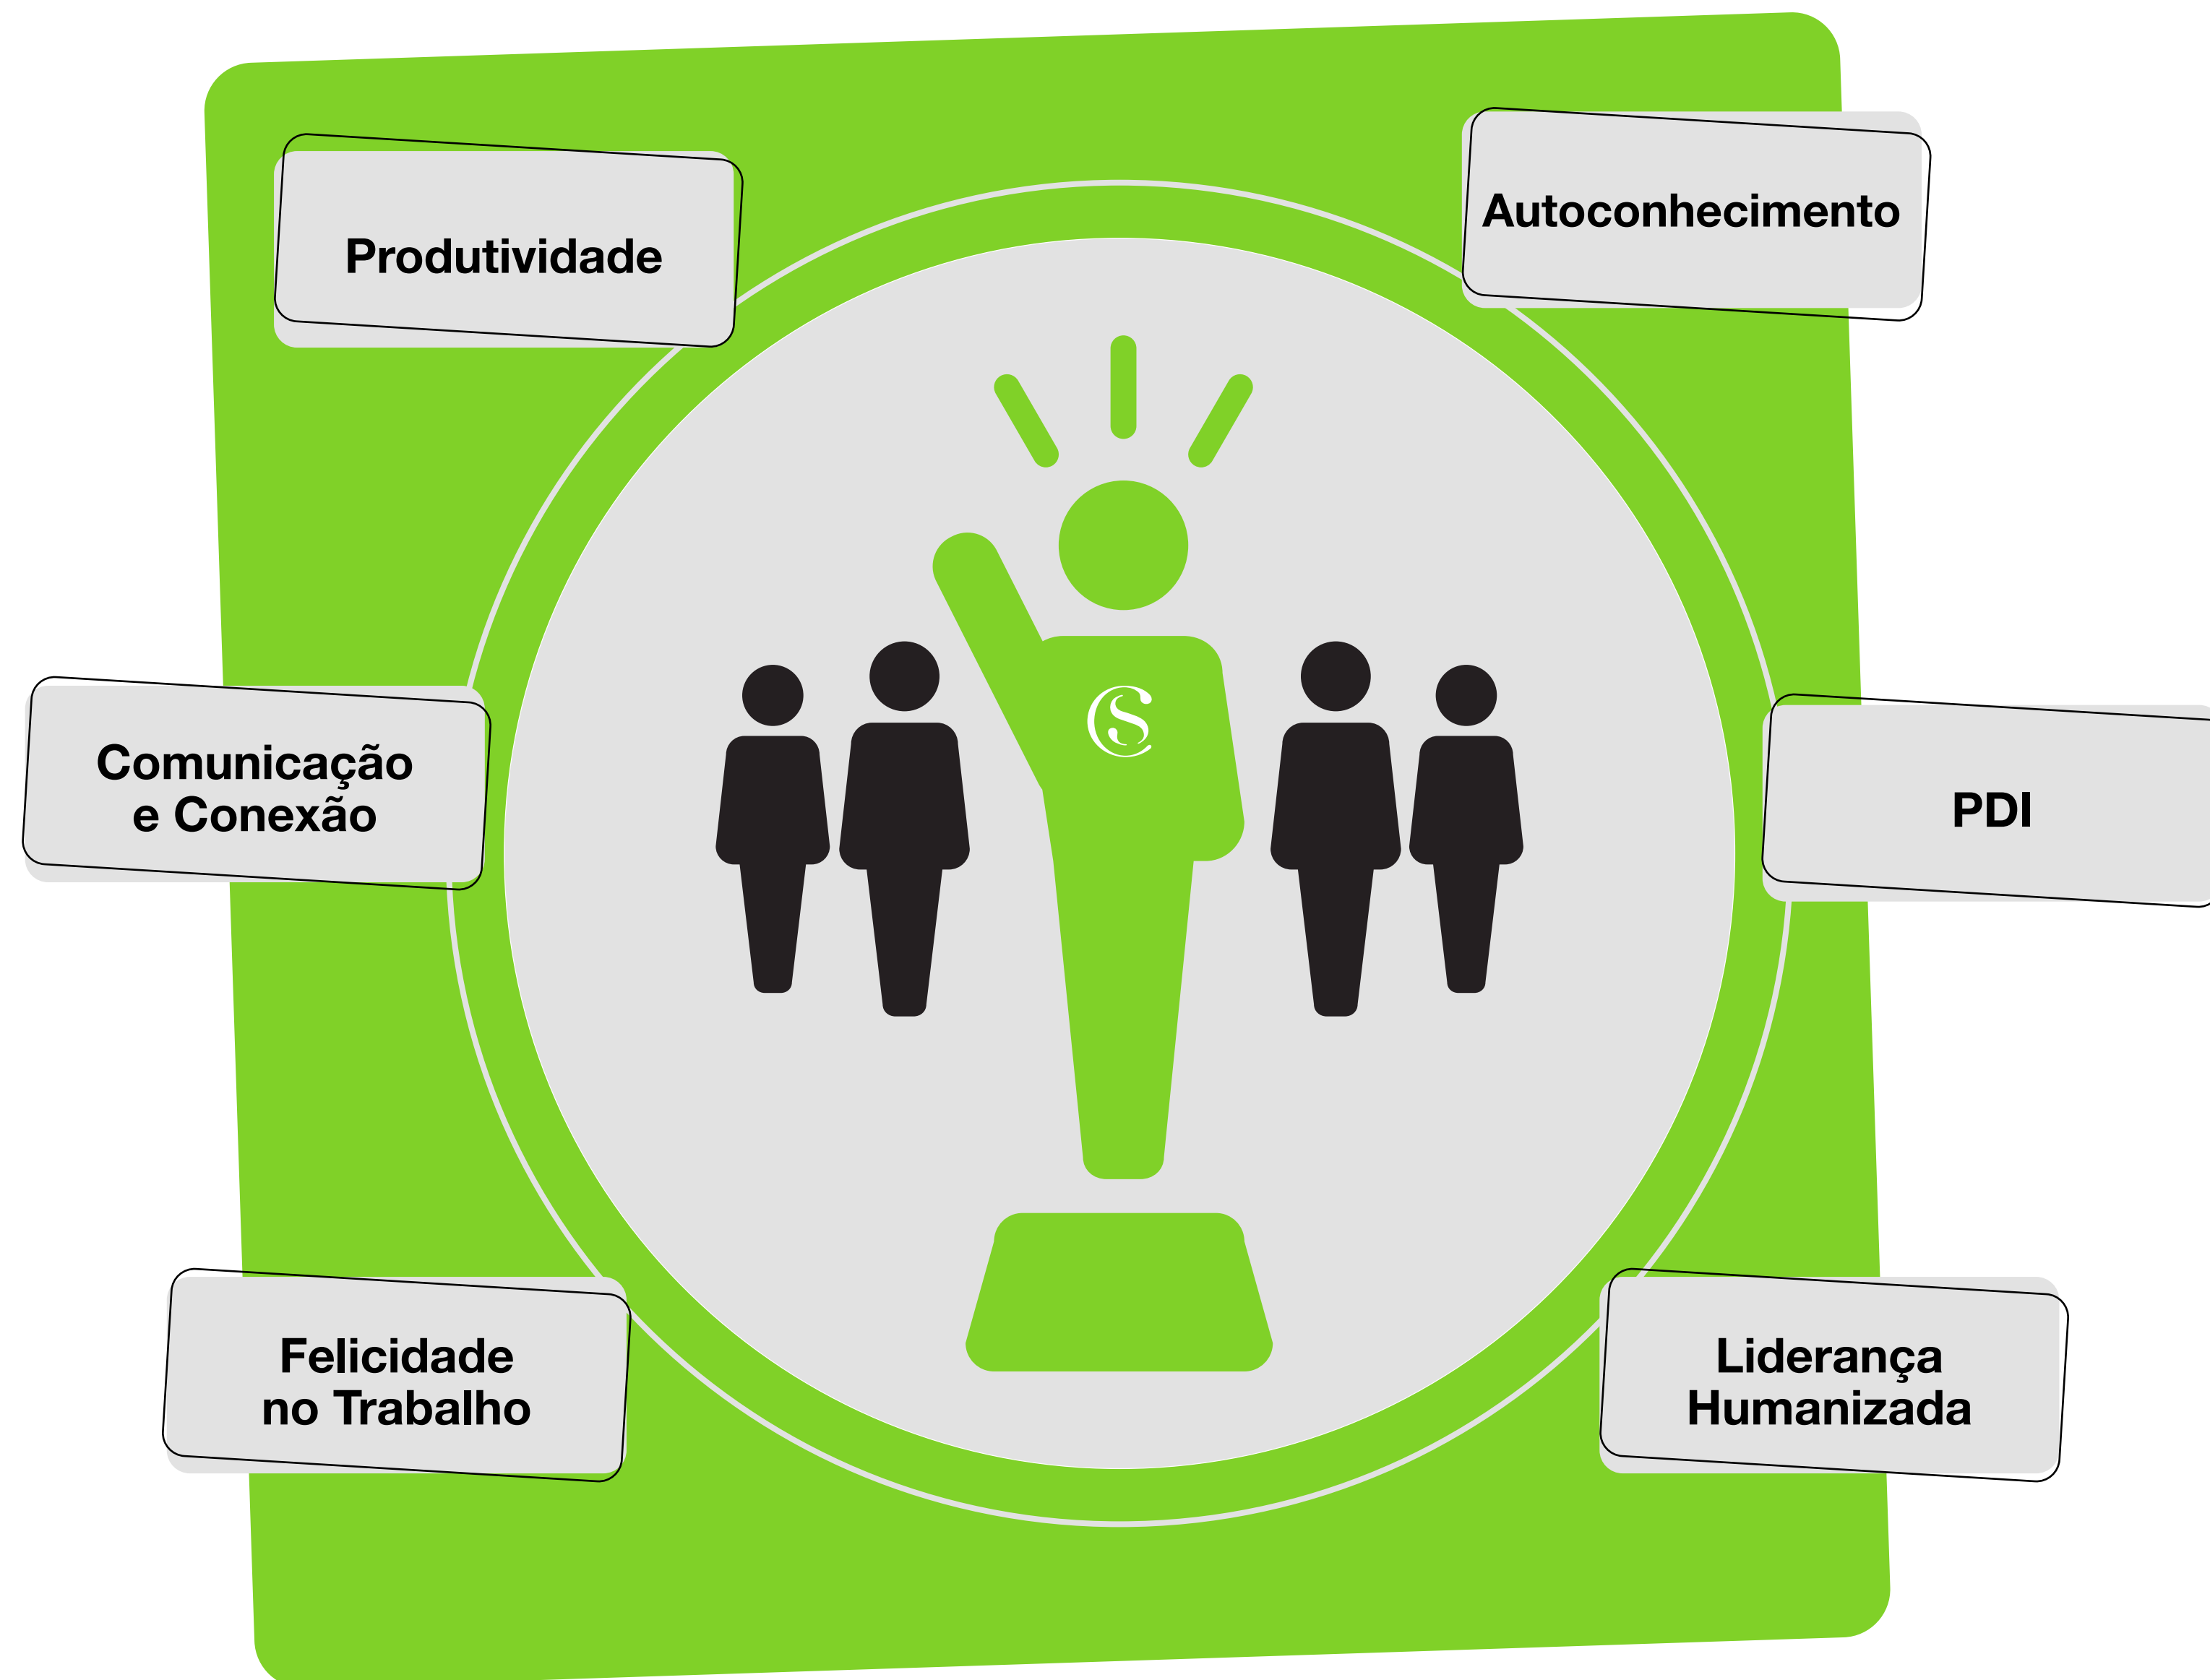 Produtividade
Autoconhecimento
Comunicação
e Conexão
PDI
Felicidade
no Trabalho
Liderança
Humanizada